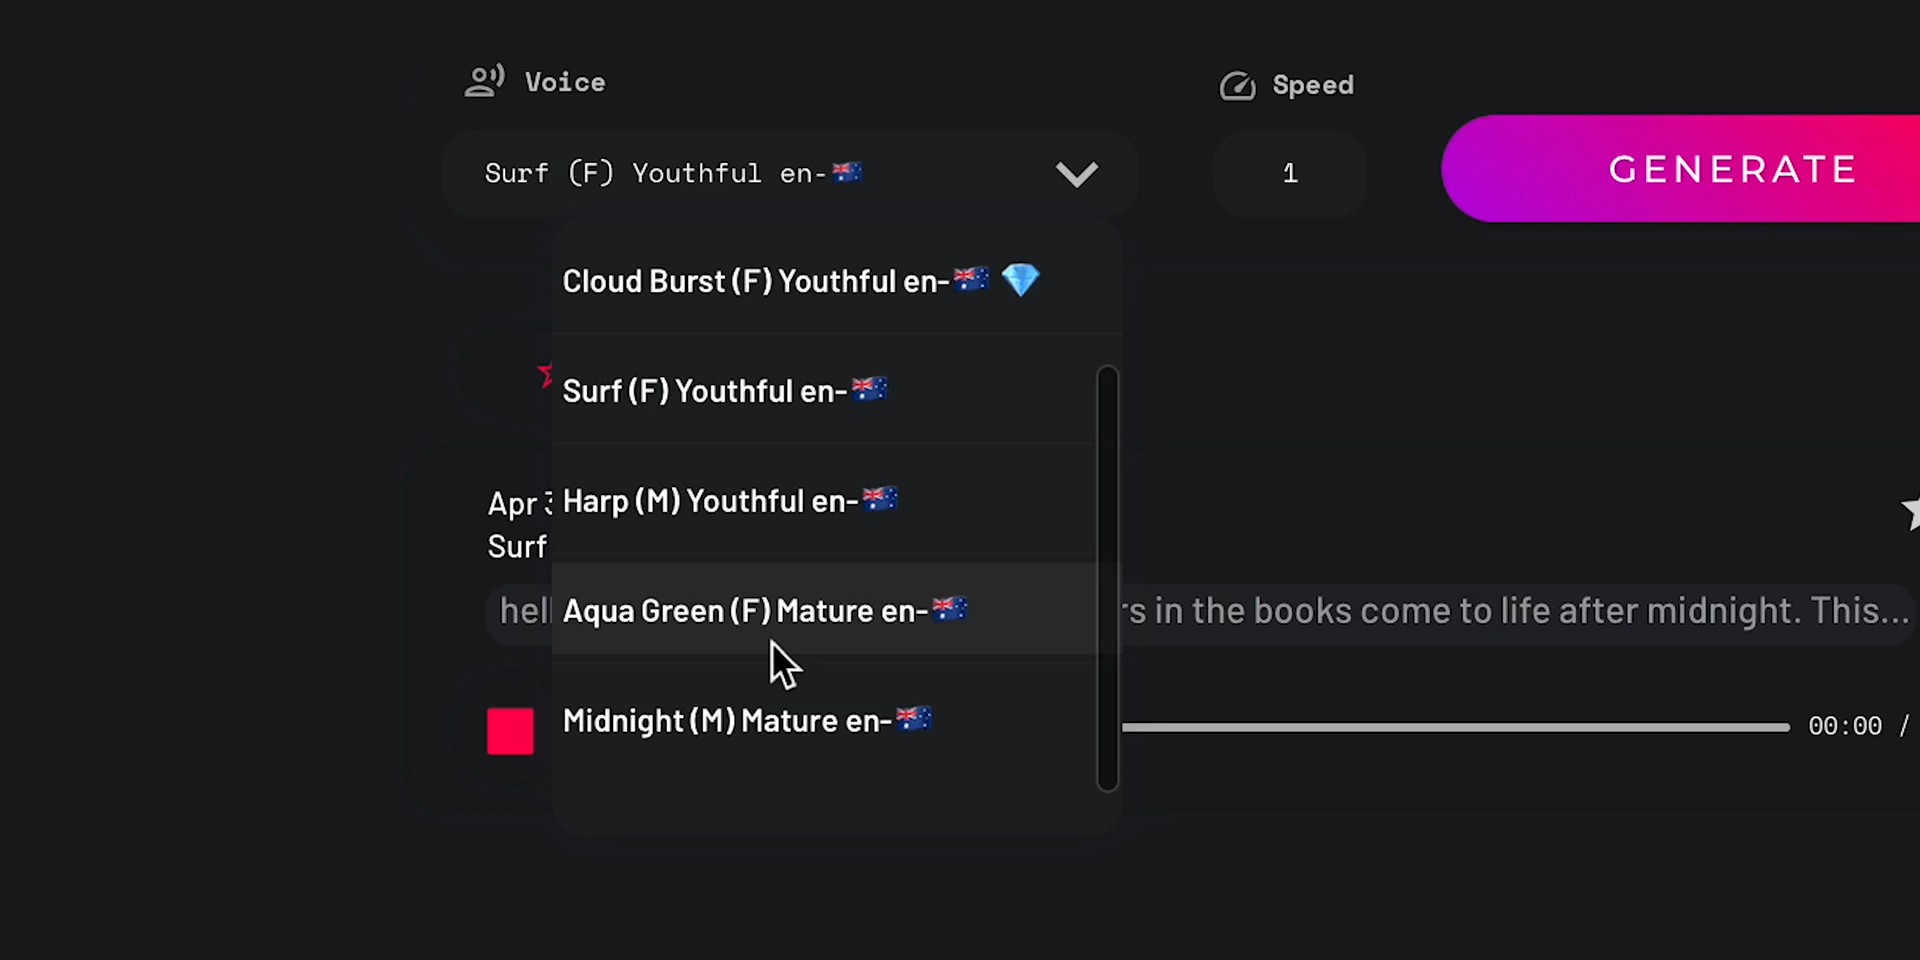 Voice
Speed
Surf (F) Youthful en-🇦🇺
1
GENERATE
Cloud Burst (F) Youthful en-🇦🇺 💎
Surf (F) Youthful en-🇦🇺
Harp (M) Youthful en-🇦🇺
Apr
Surf
Aqua Green (F) Mature en-🇦🇺
in the books come to life after midnight. This...
Midnight (M) Mature en-🇦🇺
00:00 /